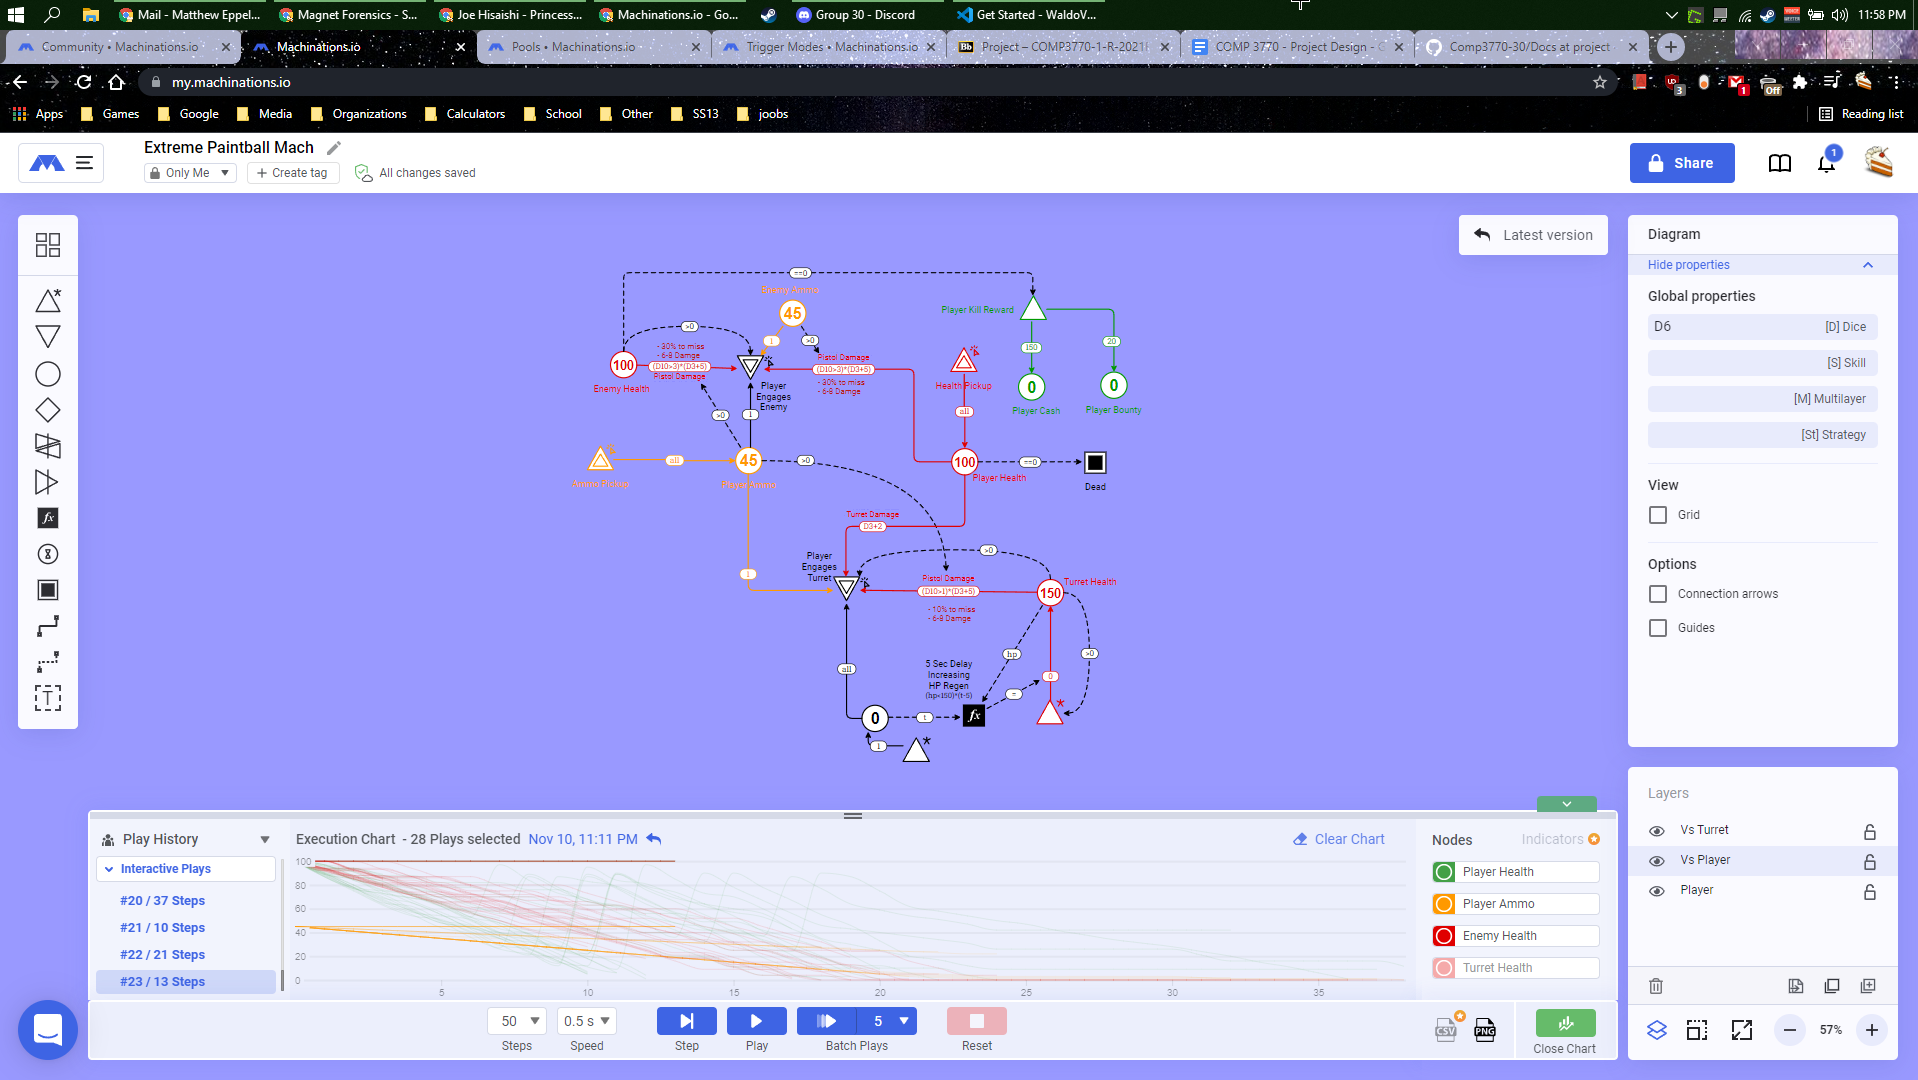 Mail - Matthew Eppel...
Magnet Forensics - S...
Joe Hisaishi - Princess...
Machinations.io - Go...
Group 30 - Discord
Get Started - WaldoV...
11:58 PM
Community • Machinations.io
Machinations.io
Pools • Machinations.io
Trigger Modes • Machinations.io
Bb
Project – COMP3770-1-R-2021
COMP 3770 - Project Design - G
Comp3770-30/Docs at project
my.machinations.io
3
1
Off
Apps
Games
Google
Media
Organizations
Calculators
School
Other
SS13
joobs
Reading list
Extreme Paintball Mach
Only Me
+ Create tag
All changes saved
Share
1
Latest version
Diagram
Hide properties
Global properties
D6
[D] Dice
[S] Skill
[M] Multilayer
[St] Strategy
View
Grid
Options
Connection arrows
Guides
fx
T
==0
Enemy Ammo
45
>0
1
>0
- 30% to miss
- 6-8 Damge
(D10>3)*(D3+5)
Pistol Damage
100
Enemy Health
Pistol Damage
(D10>3)*(D3+5)
- 30% to miss
- 6-8 Damge
Player
Engages
Enemy
Player Kill Reward
150
20
0
0
Player Cash
Player Bounty
Health Pickup
all
>0
1
all
45
>0
Ammo Pickup
Player Ammo
100
==0
Player Health
Dead
Turret Damage
D3+2
Player
Engages
Turret
>0
1
Pistol Damage
(D10>1)*(D3+5)
- 10% to miss
- 6-8 Damge
150
Turret Health
all
hp
>0
5 Sec Delay
Increasing
HP Regen
(hp<150)*(t-5)
0
=
0
t
fx
1
Play History
Interactive Plays
#20 / 37 Steps
#21 / 10 Steps
#22 / 21 Steps
#23 / 13 Steps
Execution Chart - 28 Plays selected
Nov 10, 11:11 PM
Clear Chart
100
80
60
40
20
0
5
10
15
20
25
30
35
Nodes
Indicators
Player Health
Player Ammo
Enemy Health
Turret Health
50
0.5 s
5
Steps
Speed
Step
Play
Batch Plays
Reset
CSV
PNG
Close Chart
Layers
Vs Turret
Vs Player
Player
57%